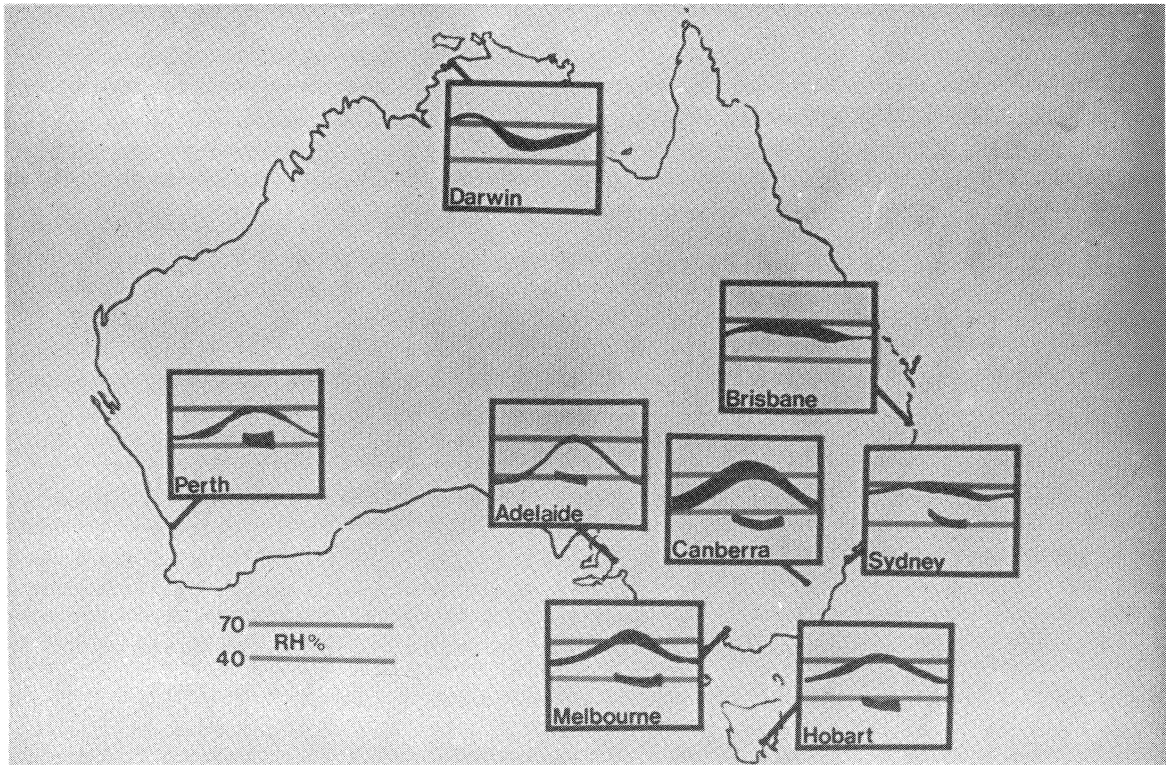 Darwin
Brisbane
Perth
Adelaide
Canberra
Sydney
70
RH%
40
Melbourne
Hobart